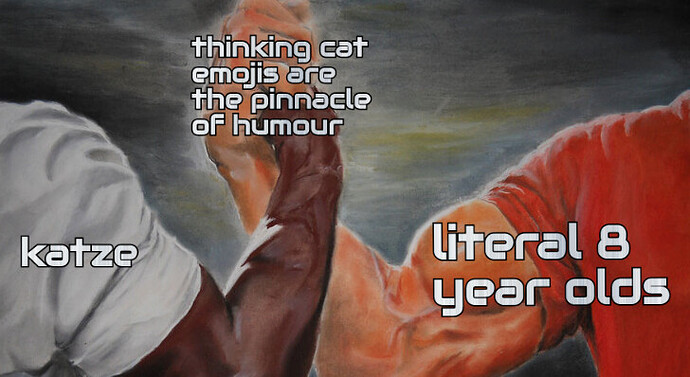 thinking cat
emojis are
the pinnacle
of humour
katze
literal 8
year olds